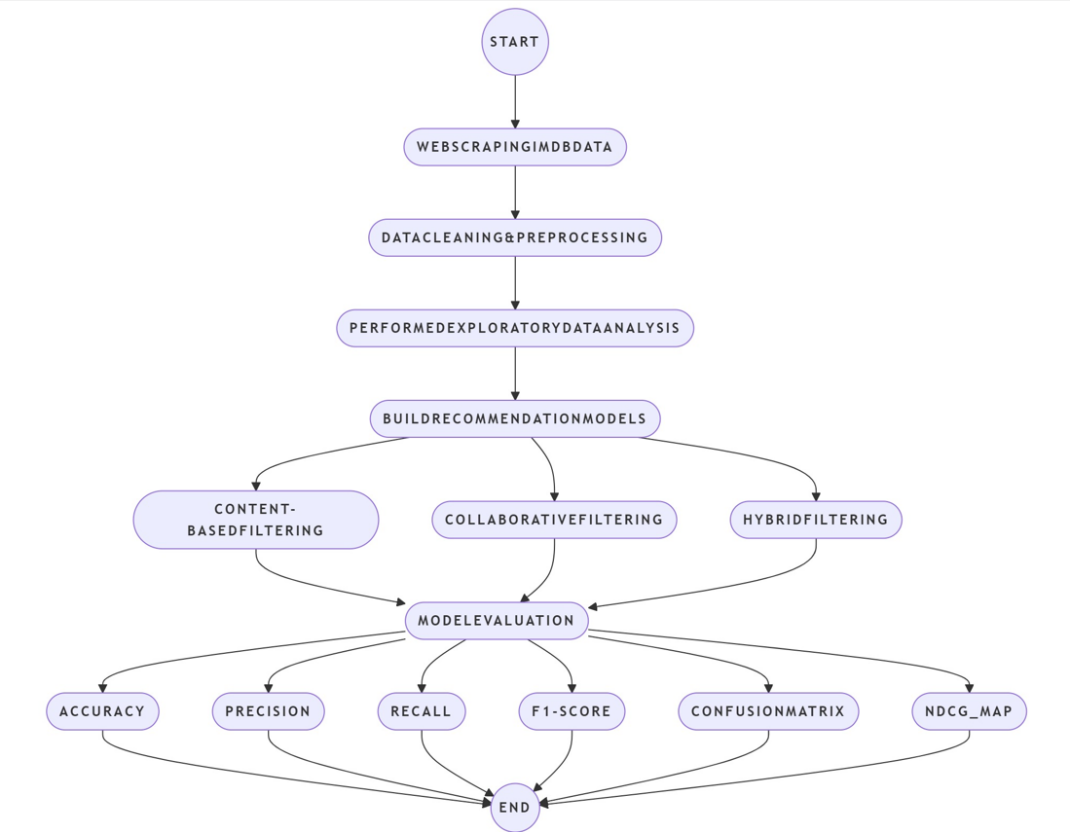 START
WEBSCRAPINGIMDBDATA
DATACLEANING&PREPROCESSING
PERFORMEDEXPLORATORYDATAANALYSIS
BUILDRECOMMENDATIONMODELS
CONTENT-
BASEDFILTERING
COLLABORATIVEFILTERING
HYBRIDFILTERING
MODELEVALUATION
ACCURACY
PRECISION
RECALL
F1-SCORE
CONFUSIONMATRIX
NDCG_MAP
END